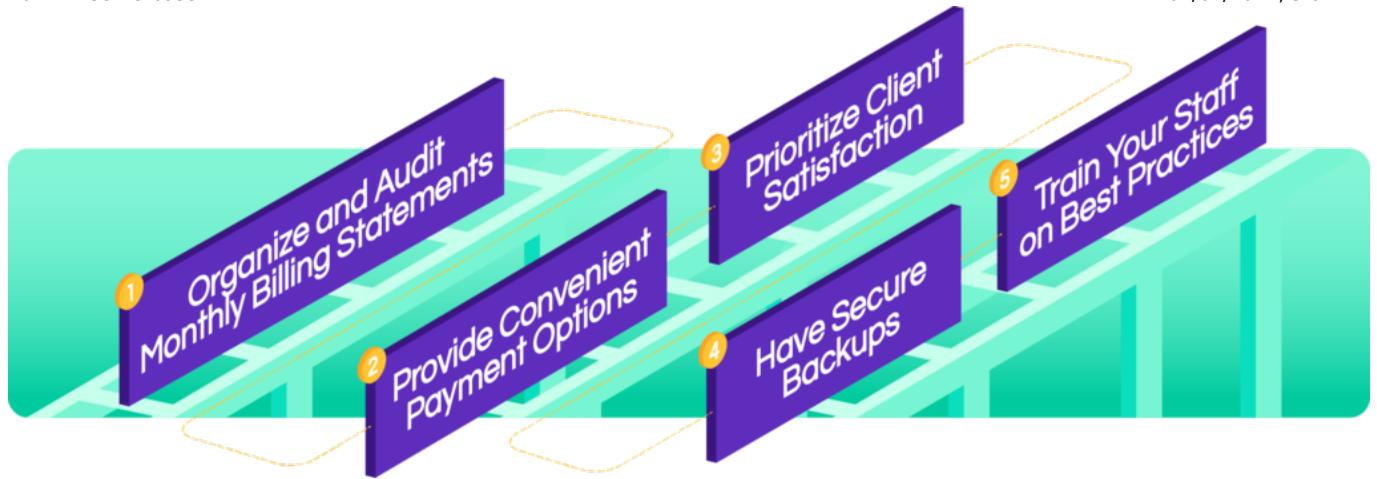 1
Organize and Audit
Monthly Billing Statements
2
Provide Convenient
Payment Options
3
Prioritize Client
Satisfaction
4
Have Secure
Backups
5
Train Your Staff
on Best Practices